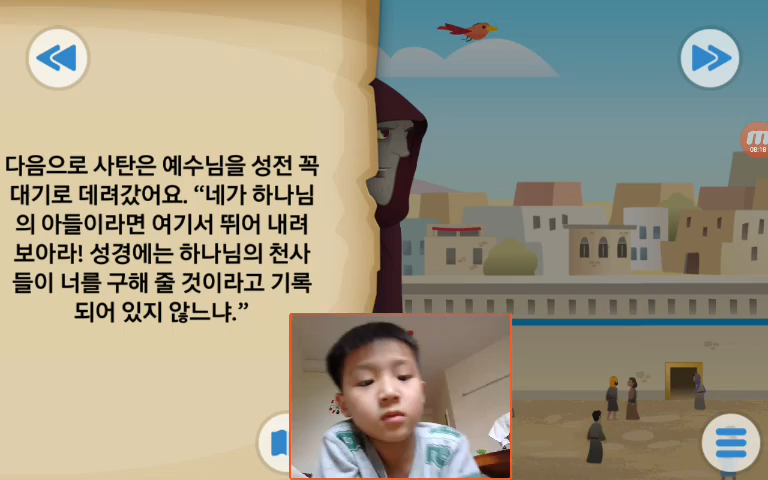 다음으로 사탄은 예수님을 성전 꼭
대기로 데려갔어요. “네가 하나님
의 아들이라면 여기서 뛰어 내려
보아라! 성경에는 하나님의 천사
들이 너를 구해 줄 것이라고 기록
되어 있지 않느냐.”
08:18